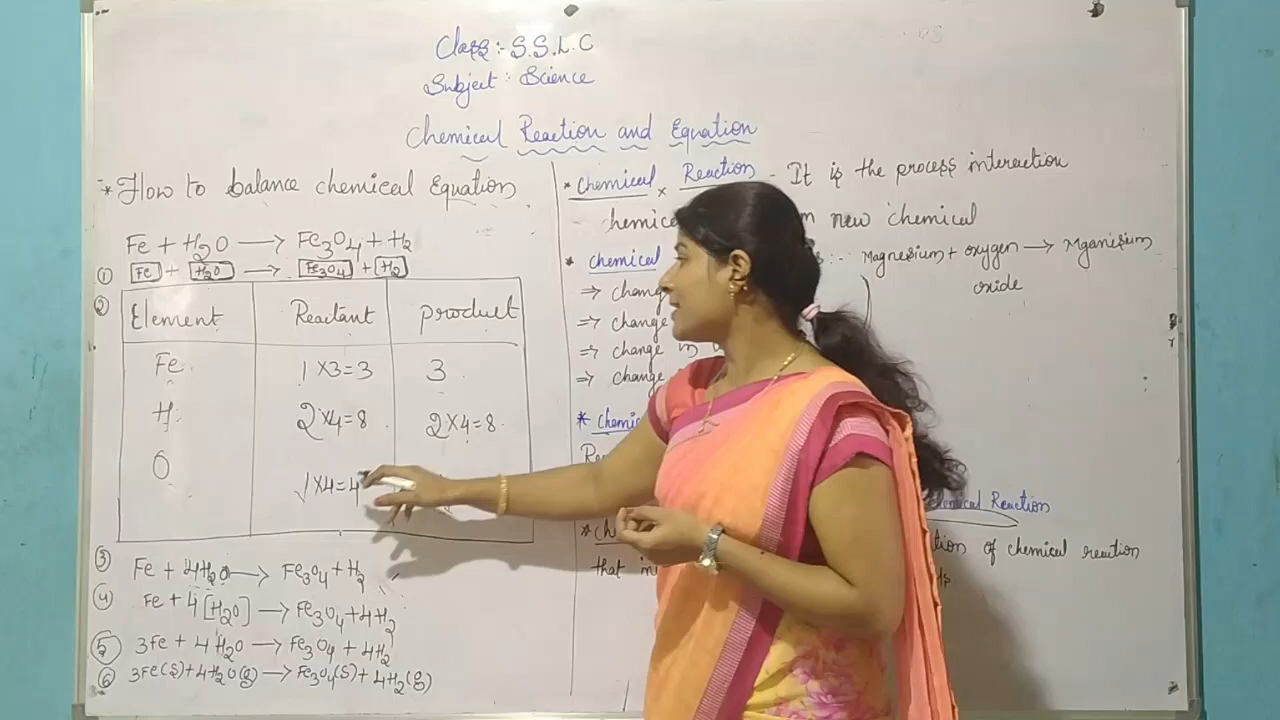 Class :- S.S.L.C
Subject : Science
Chemical Reaction and Equation
* How to balance chemical Equation
Fe + H2O → Fe3O4 + H2
① Fe + H2O → Fe3O4 + H2
②
Element Reactant product
Fe 1×3=3 3
H 2×4=8 2×4=8
O 1×4=4
③ Fe + 4H2O → Fe3O4 + H2
④ Fe + 4[H2O] → Fe3O4 + 4H2
⑤ 3Fe + 4H2O → Fe3O4 + 4H2
⑥ 3Fe(s) + 4H2O(g) → Fe3O4(s) + 4H2(g)
* chemical × Reaction - It is the process interaction
new chemical
* chemical :- Magnesium + oxygen → Mganisium
oxide
⇒
⇒ change
⇒ change in
⇒ change
*
chemical Reaction
* of chemical reaction
that